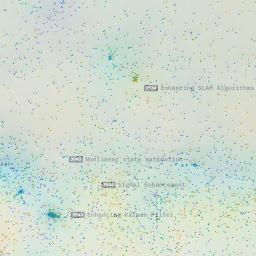 Enhancing SLAM Algorithms
Nonlinear state estimation
Signal Enhancement
Enhancing Kalman Filter